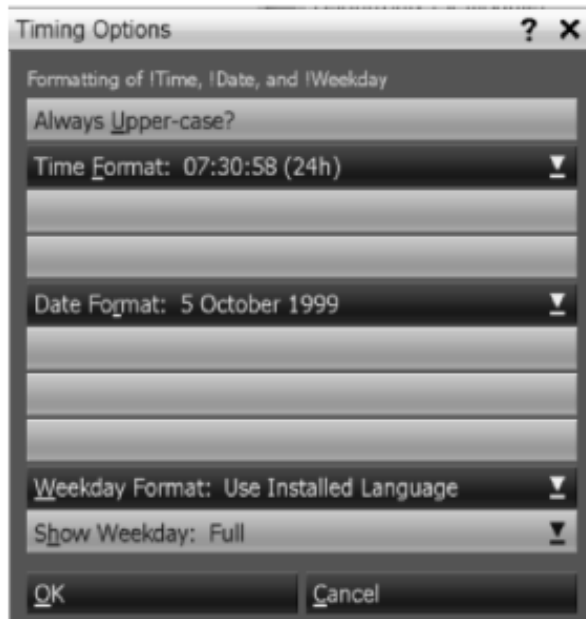 Timing Options ? ×
Formatting of !Time, !Date, and !Weekday
Always Upper-case?
Time Format: 07:30:58 (24h)
Date Format: 5 October 1999
Weekday Format: Use Installed Language
Show Weekday: Full
OK Cancel